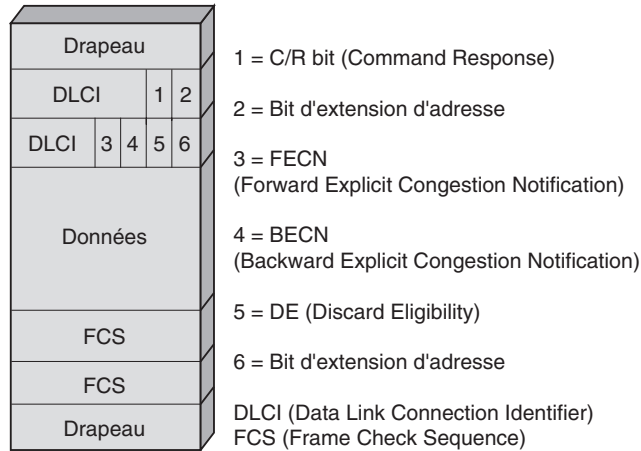 Drapeau
DLCI 1 2
DLCI 3 4 5 6
Données
FCS
FCS
Drapeau
1 = C/R bit (Command Response)
2 = Bit d'extension d'adresse
3 = FECN
(Forward Explicit Congestion Notification)
4 = BECN
(Backward Explicit Congestion Notification)
5 = DE (Discard Eligibility)
6 = Bit d'extension d'adresse
DLCI (Data Link Connection Identifier)
FCS (Frame Check Sequence)